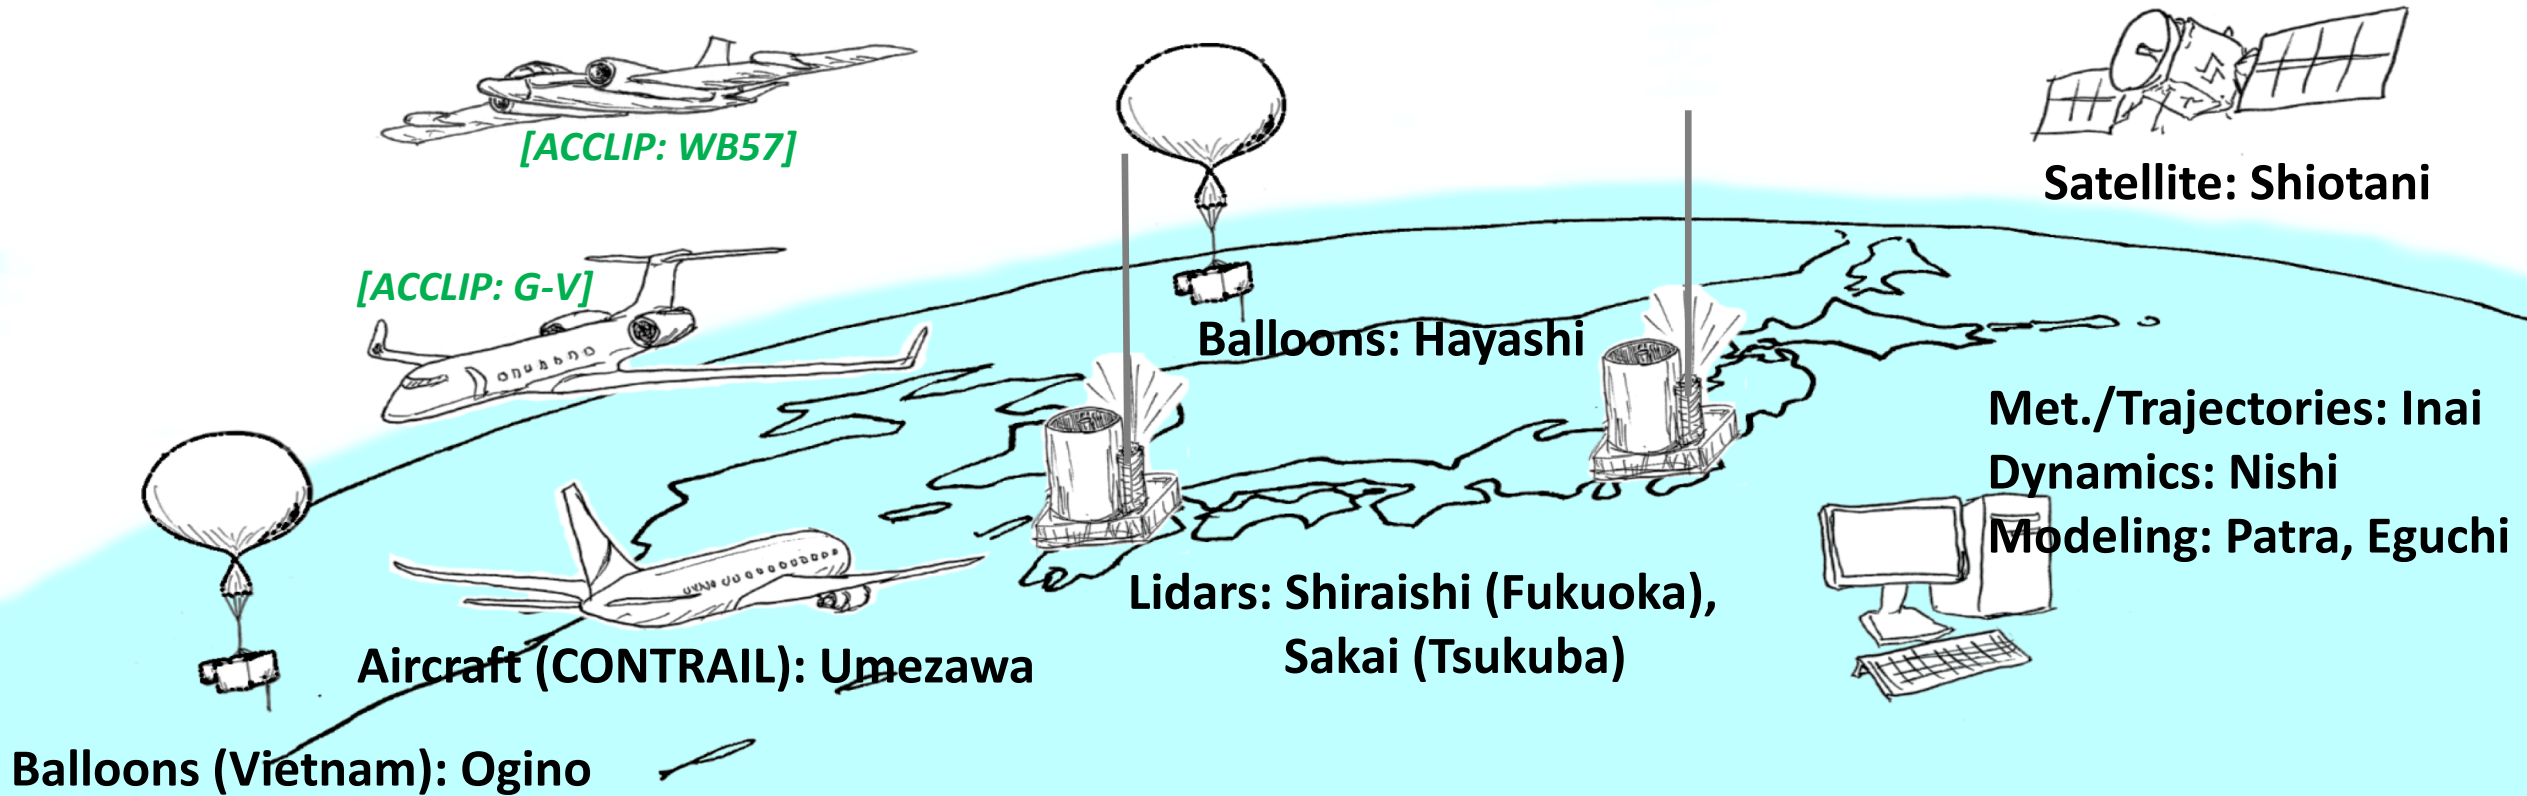 [ACCLIP: WB57]
Satellite: Shiotani
[ACCLIP: G-V]
Balloons: Hayashi
Met./Trajectories: Inai
Dynamics: Nishi
Modeling: Patra, Eguchi
Lidars: Shiraishi (Fukuoka),
Sakai (Tsukuba)
Aircraft (CONTRAIL): Umezawa
Balloons (Vietnam): Ogino